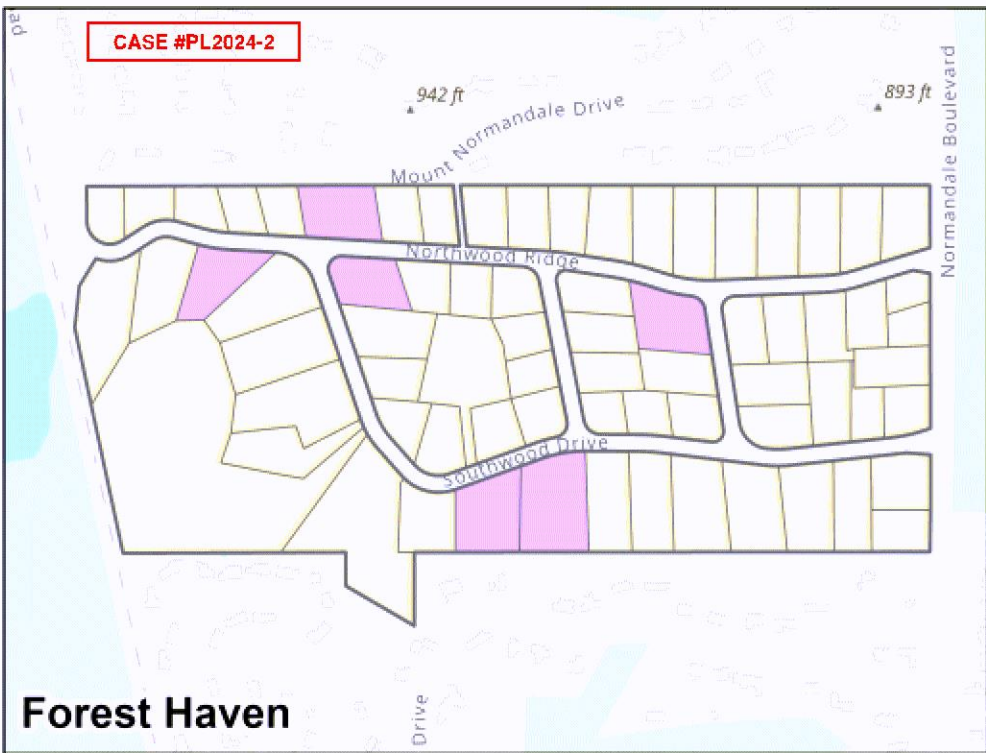 ad
CASE #PL2024-2
942 ft
893 ft
Mount Normandale Drive
Normandale Boulevard
Northwood Ridge
Southwood Drive
Forest Haven
Drive